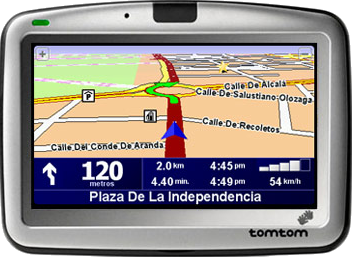 Calle De Alcala
Calle De Salustiano Olozaga
P
Calle De Recoletos
Calle Del Conde De Aranda
120 metros
2.0 km 4:45 pm
4.40 min. 4:49 pm 54 km/h
Plaza De La Independencia
tomtom